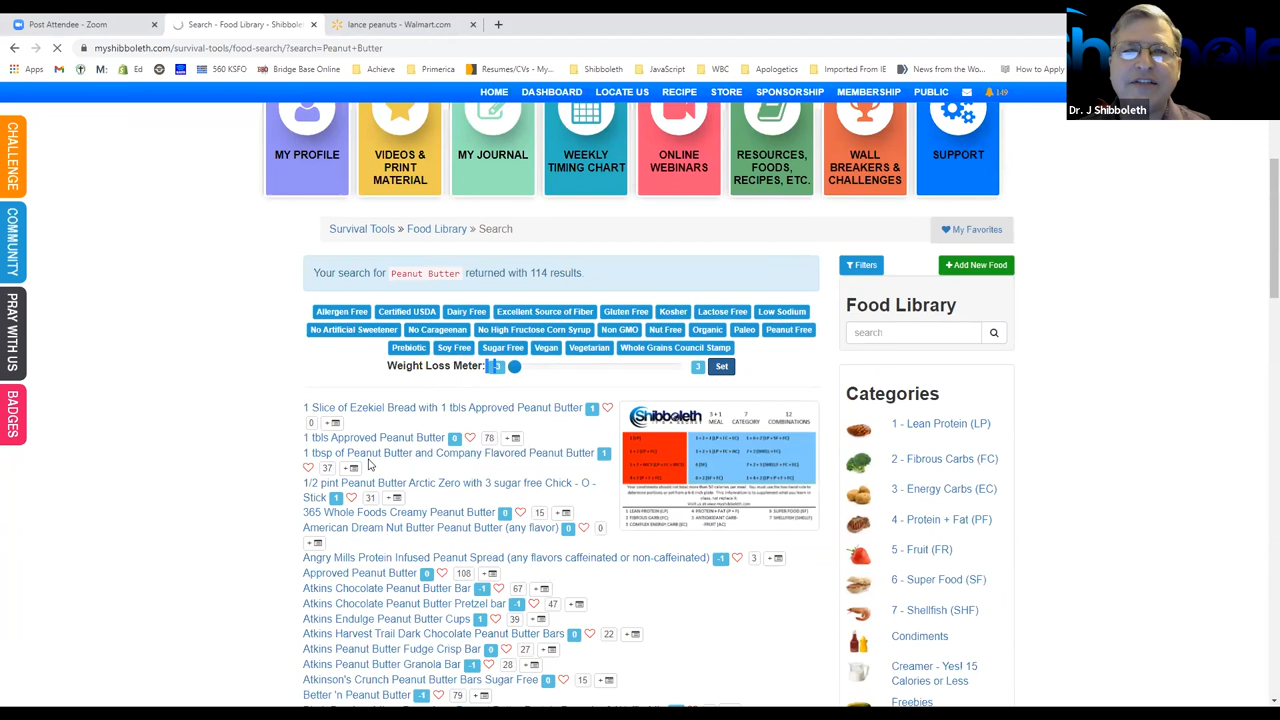 Post Attendee - Zoom
Search - Food Library - Shibbole
lance peanuts - Walmart.com
myshibboleth.com/survival-tools/food-search/?search=Peanut+Butter
Apps
Ed
560 KSFO
Bridge Base Online
Achieve
Primerica
Resumes/CVs - My...
Shibboleth
JavaScript
WBC
Apologetics
Imported From IE
News from the Wo...
How to Apply
Dr. J Shibboleth
HOME DASHBOARD LOCATE US RECIPE STORE SPONSORSHIP MEMBERSHIP PUBLIC 149
CHALLENGE
COMMUNITY
PRAY WITH US
BADGES
MY PROFILE
VIDEOS &
PRINT
MATERIAL
MY JOURNAL
WEEKLY
TIMING CHART
ONLINE
WEBINARS
RESOURCES,
FOODS,
RECIPES, ETC.
WALL
BREAKERS &
CHALLENGES
SUPPORT
Survival Tools » Food Library » Search
My Favorites
Your search for Peanut Butter returned with 114 results.
Filters
+ Add New Food
Allergen Free Certified USDA Dairy Free Excellent Source of Fiber Gluten Free Kosher Lactose Free Low Sodium
No Artificial Sweetener No Carageenan No High Fructose Corn Syrup Non GMO Nut Free Organic Paleo Peanut Free
Prebiotic Soy Free Sugar Free Vegan Vegetarian Whole Grains Council Stamp
Weight Loss Meter: -3 3 Set
1 Slice of Ezekiel Bread with 1 tbls Approved Peanut Butter 1
0 +
1 tbls Approved Peanut Butter 0 78 +
1 tbsp of Peanut Butter and Company Flavored Peanut Butter 1
37 +
1/2 pint Peanut Butter Arctic Zero with 3 sugar free Chick - O -
Stick 1 31 +
365 Whole Foods Creamy Peanut Butter 0 15 +
American Dream Nut Butter Peanut Butter (any flavor) 0 0
+
Angry Mills Protein Infused Peanut Spread (any flavors caffeinated or non-caffeinated) -1 3 +
Approved Peanut Butter 0 108 +
Atkins Chocolate Peanut Butter Bar -1 67 +
Atkins Chocolate Peanut Butter Pretzel bar -1 47 +
Atkins Endulge Peanut Butter Cups 1 39 +
Atkins Harvest Trail Dark Chocolate Peanut Butter Bars 0 22 +
Atkins Peanut Butter Fudge Crisp Bar 0 27 +
Atkins Peanut Butter Granola Bar -1 28 +
Atkinson's Crunch Peanut Butter Bars Sugar Free 0 15 +
Better 'n Peanut Butter -1 79 +
Shibboleth
3 + 1
MEAL
7
CATEGORY
12
COMBINATIONS
Food Library
search
Categories
1 - Lean Protein (LP)
2 - Fibrous Carbs (FC)
3 - Energy Carbs (EC)
4 - Protein + Fat (PF)
5 - Fruit (FR)
6 - Super Food (SF)
7 - Shellfish (SHF)
Condiments
Creamer - Yes! 15
Calories or Less
Freebies